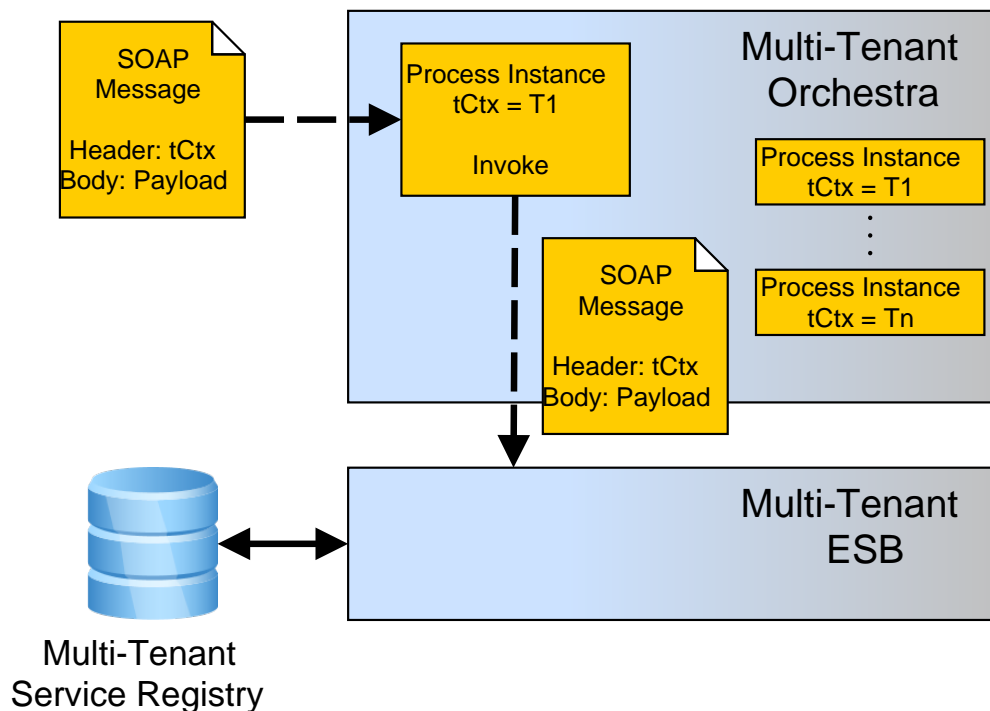 SOAP
Message
Header: tCtx
Body: Payload
Process Instance
tCtx = T1
Invoke
Multi-Tenant
Orchestra
Process Instance
tCtx = T1
Process Instance
tCtx = Tn
SOAP
Message
Header: tCtx
Body: Payload
Multi-Tenant
ESB
Multi-Tenant
Service Registry